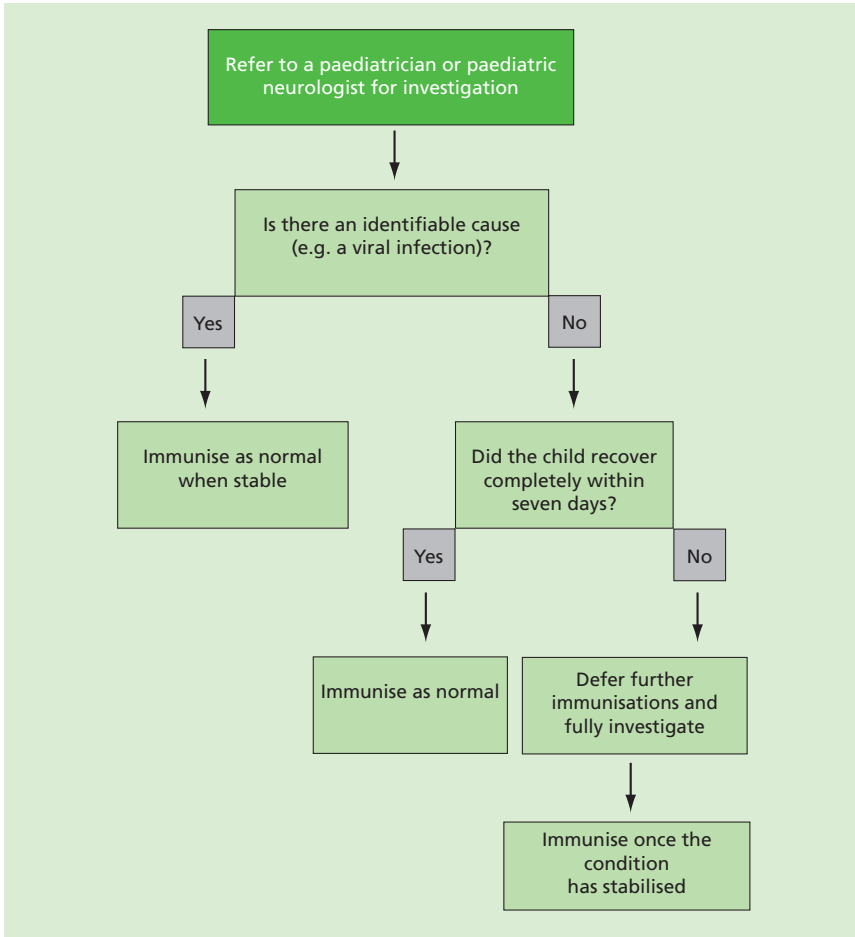 Refer to a paediatrician or paediatric
neurologist for investigation
Is there an identifiable cause
(e.g. a viral infection)?
Yes
No
Immunise as normal
when stable
Did the child recover
completely within
seven days?
Yes
No
Immunise as normal
Defer further
immunisations and
fully investigate
Immunise once the
condition
has stabilised